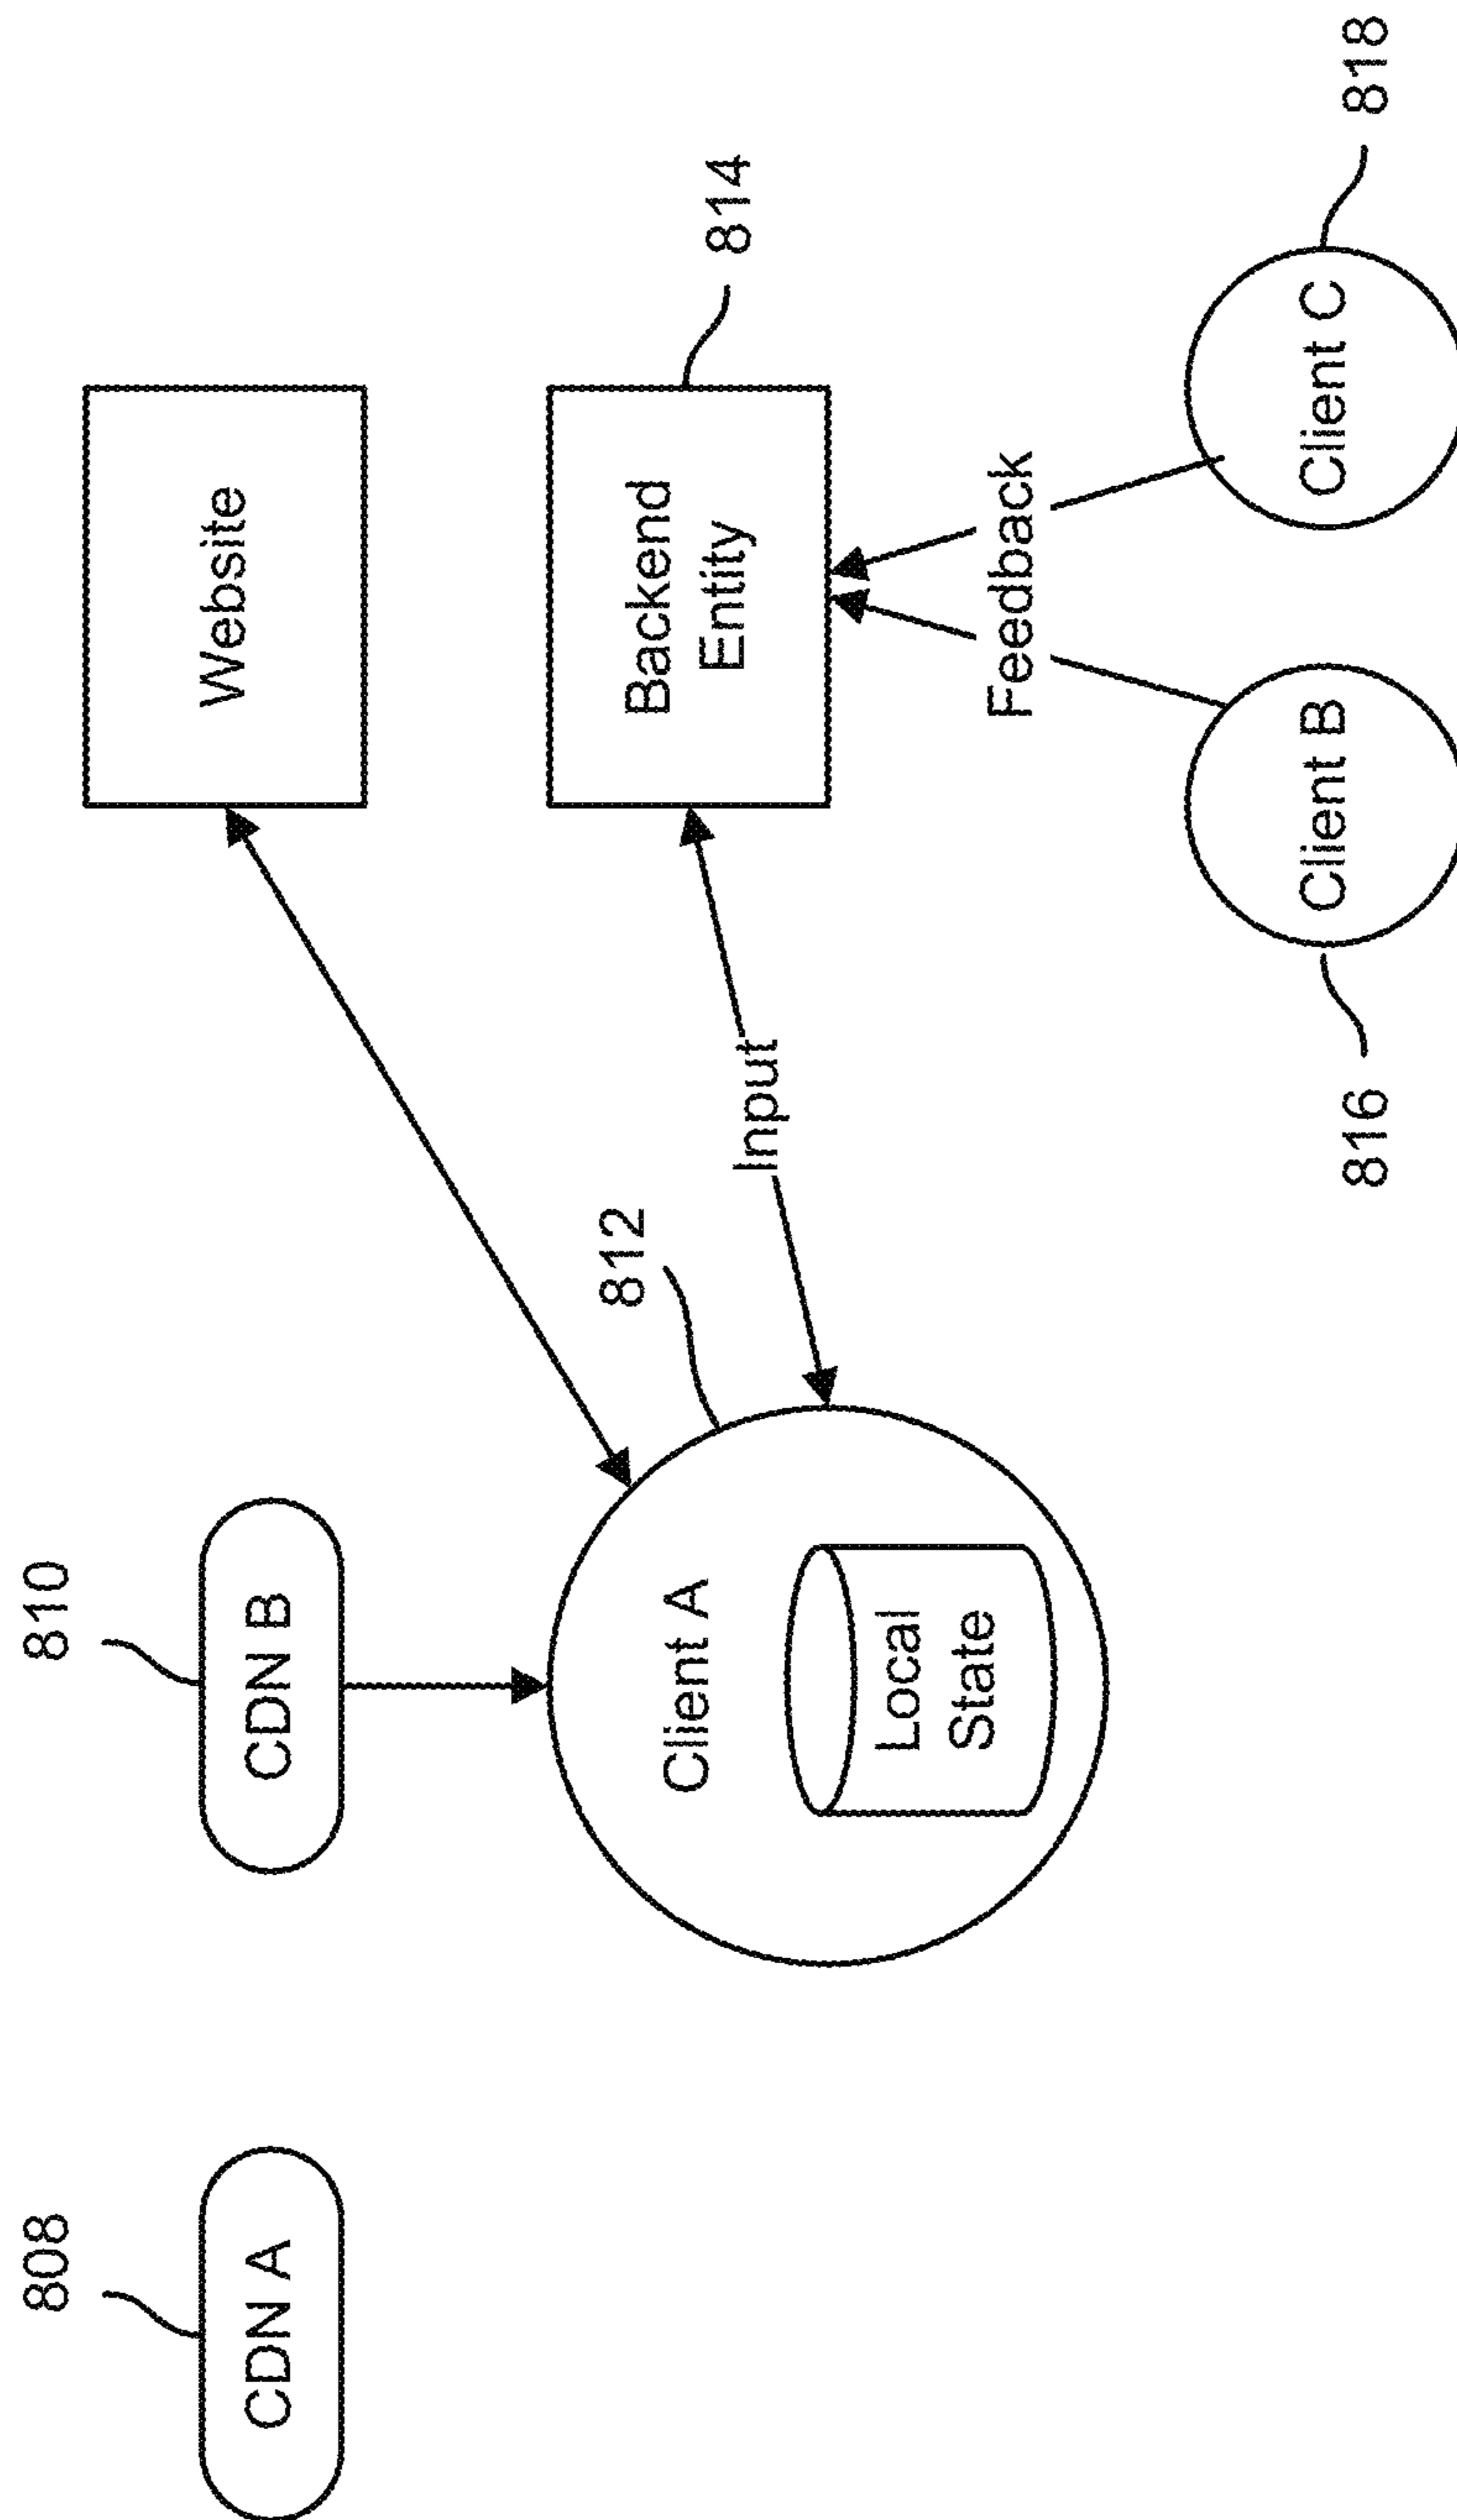 808
810
CDN A
CDN B
Website
812
Client A
Local
State
Input
Backend
Entity
814
Feedback
816
Client B
Client C
818